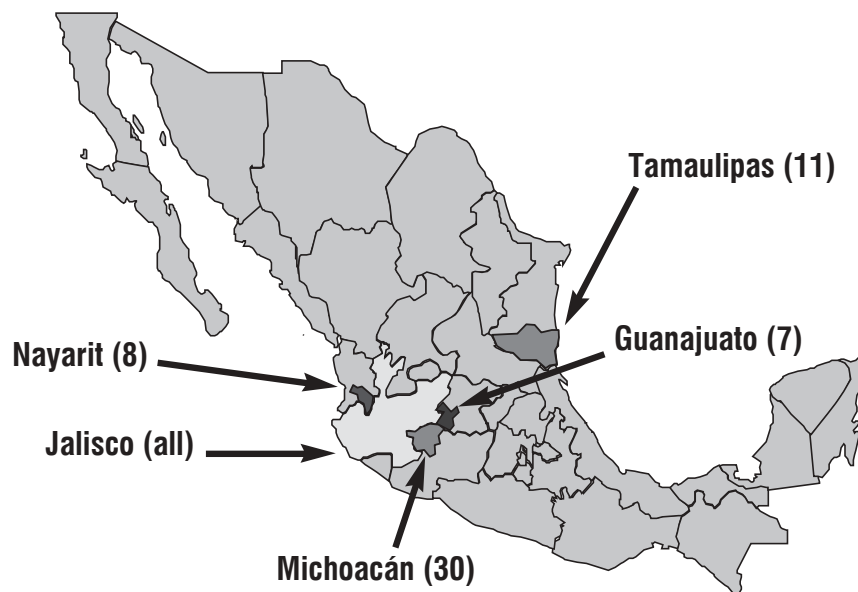 Tamaulipas (11)
Guanajuato (7)
Nayarit (8)
Jalisco (all)
Michoacán (30)